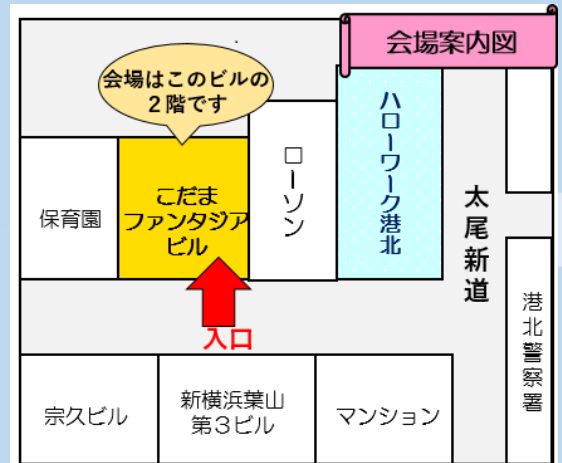 会場案内図
会場はこのビルの
２階です
保育園
こだま
ファンタジア
ビル
ローソン
ハローワーク港北
太尾新道
入口
港北警察署
宗久ビル
新横浜葉山
第３ビル
マンション